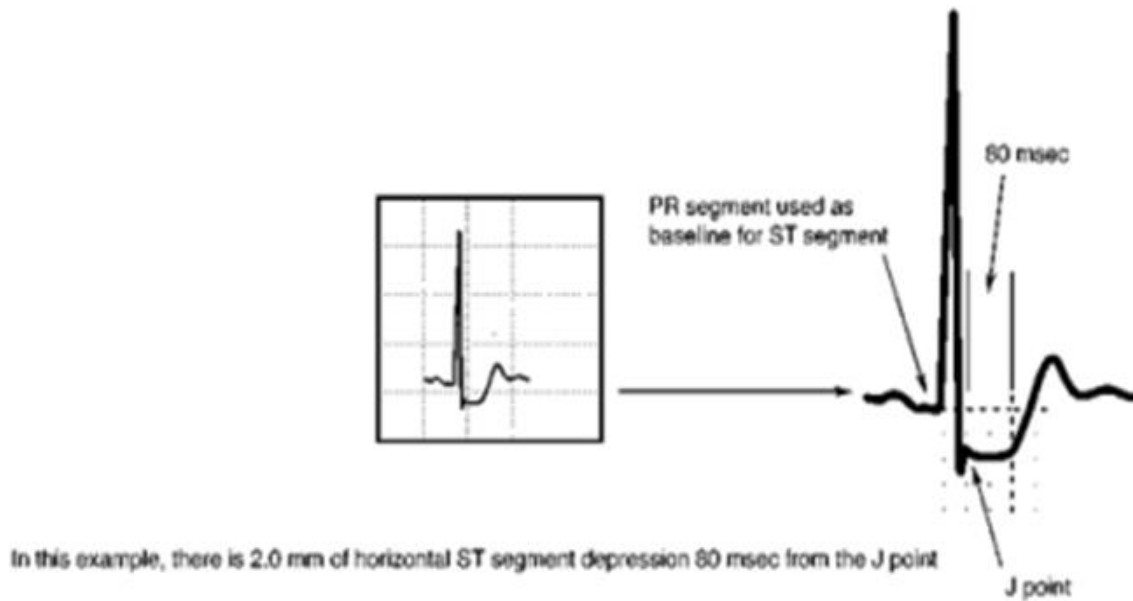 80 msec
PR segment used as
baseline for ST segment
In this example, there is 2.0 mm of horizontal ST segment depression 80 msec from the J point
J point